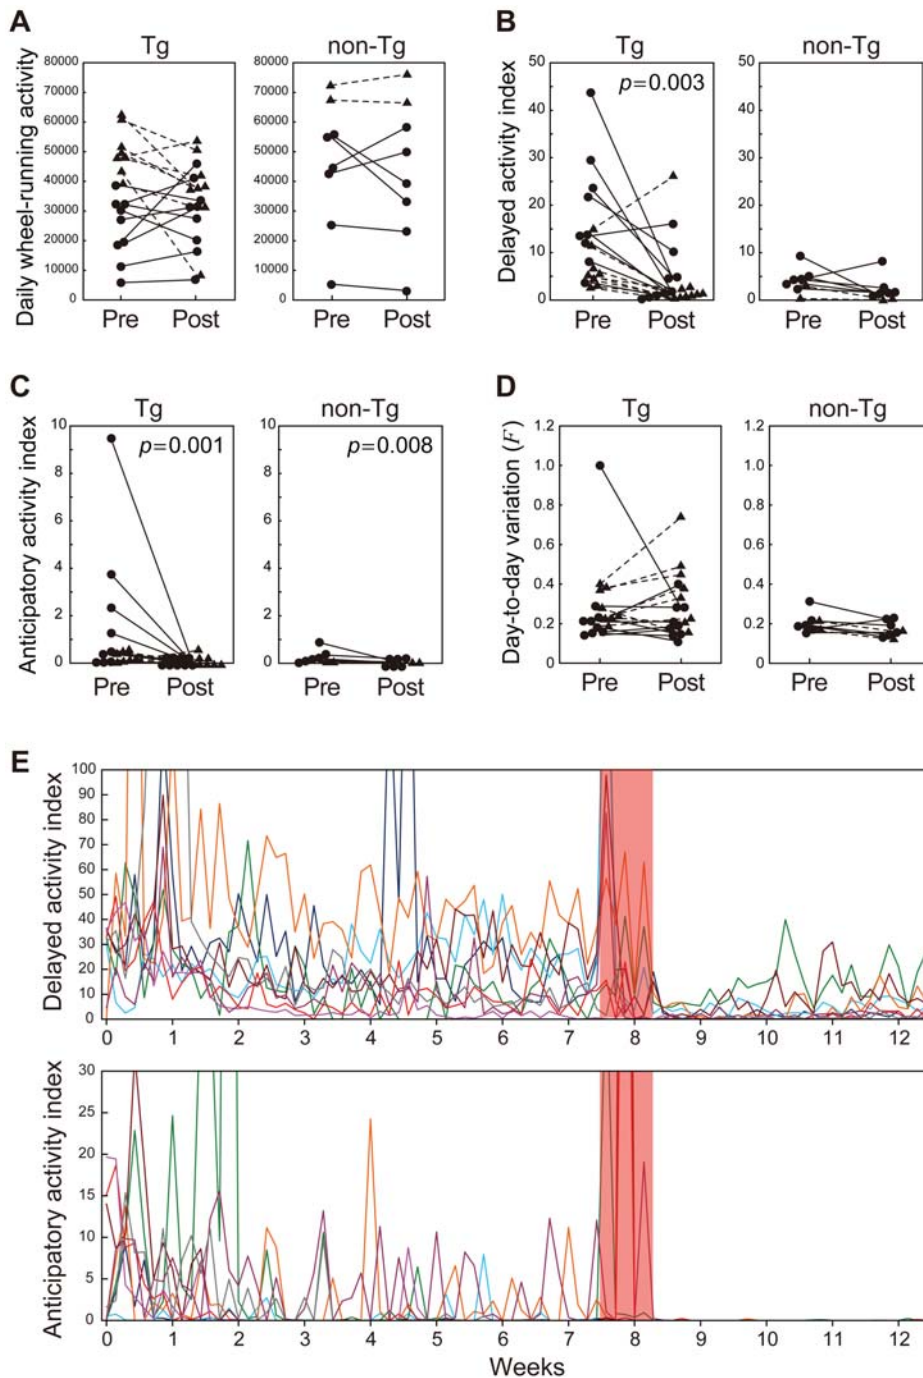 A
Tg
non-Tg
Daily wheel-running activity
80000
70000
60000
50000
40000
30000
20000
10000
0
80000
70000
60000
50000
40000
30000
20000
10000
0
Pre
Post
Pre
Post
B
Tg
non-Tg
Delayed activity index
50
40
30
20
10
0
p=0.003
50
40
30
20
10
0
Pre
Post
Pre
Post
C
Tg
non-Tg
Anticipatory activity index
10
8
6
4
2
0
p=0.001
10
8
6
4
2
0
p=0.008
Pre
Post
Pre
Post
D
Tg
non-Tg
Day-to-day variation (F)
1.2
1.0
0.8
0.6
0.4
0.2
0
1.2
1.0
0.8
0.6
0.4
0.2
0
Pre
Post
Pre
Post
E
Delayed activity index
100
90
80
70
60
50
40
30
20
10
0
0 1 2 3 4 5 6 7 8 9 10 11 12
Anticipatory activity index
30
25
20
15
10
5
0
0 1 2 3 4 5 6 7 8 9 10 11 12
Weeks